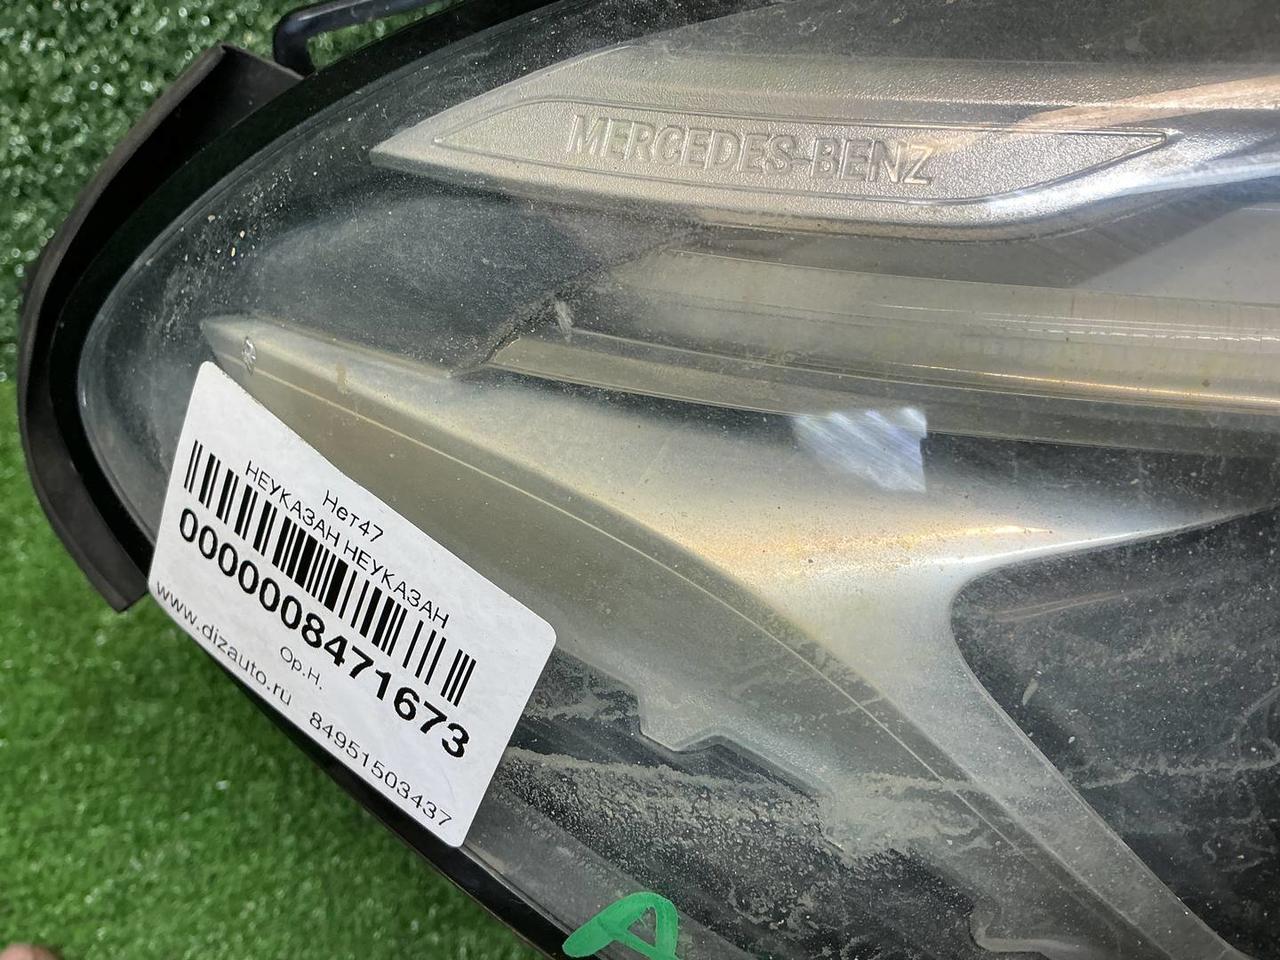 MERCEDES-BENZ
Нет47
НЕУКАЗАН НЕУКАЗАН
0000008471673
Ор.Н.
www.dizauto.ru 84951503437
A